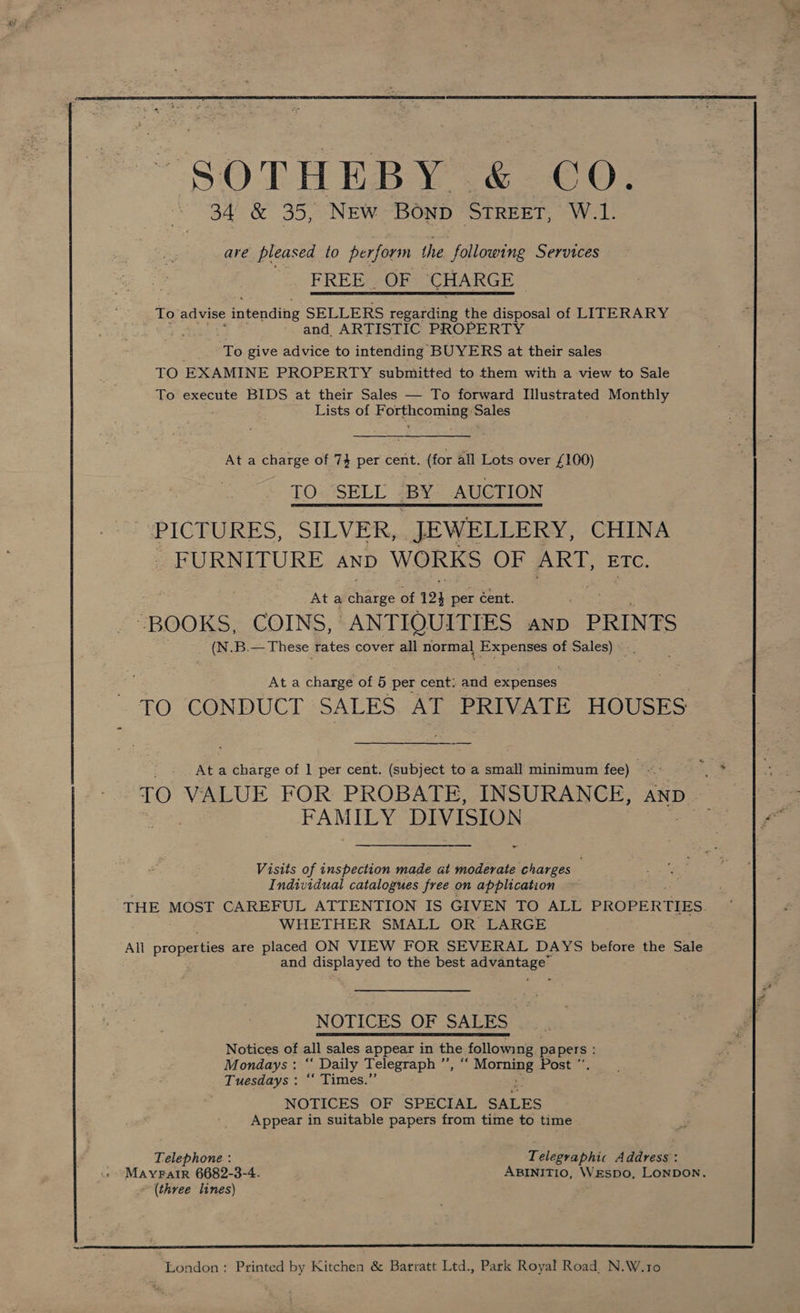 SOTHEBY & CO.
34 & 35, NEW BOND STREET, W.1.
are pleased to perform the following Services
FREE OF CHARGE
To advise intending SELLERS regarding the disposal of LITERARY
and ARTISTIC PROPERTY
To give advice to intending BUYERS at their sales
TO EXAMINE PROPERTY submitted to them with a view to Sale
To execute BIDS at their Sales — To forward Illustrated Monthly
Lists of Forthcoming Sales
At a charge of 7½ per cent. (for all Lots over £100)
TO SELL BY AUCTION
PICTURES, SILVER, JEWELLERY, CHINA
FURNITURE AND WORKS OF ART, ETC.
At a charge of 12½ per cent.
BOOKS, COINS, ANTIQUITIES AND PRINTS
(N.B.—These rates cover all normal Expenses of Sales)
At a charge of 5 per cent. and expenses
TO CONDUCT SALES AT PRIVATE HOUSES
At a charge of 1 per cent. (subject to a small minimum fee)
TO VALUE FOR PROBATE, INSURANCE, AND
FAMILY DIVISION
Visits of inspection made at moderate charges
Individual catalogues free on application
THE MOST CAREFUL ATTENTION IS GIVEN TO ALL PROPERTIES
WHETHER SMALL OR LARGE
All properties are placed ON VIEW FOR SEVERAL DAYS before the Sale
and displayed to the best advantage
NOTICES OF SALES
Notices of all sales appear in the following papers :
Mondays : “ Daily Telegraph ”, “ Morning Post ”.
Tuesdays : “ Times.”
NOTICES OF SPECIAL SALES
Appear in suitable papers from time to time
Telephone : Telegraphic Address :
MAYFAIR 6682-3-4. ABINITIO, WESDO, LONDON.
(three lines)
London : Printed by Kitchen & Barratt Ltd., Park Royal Road, N.W.10